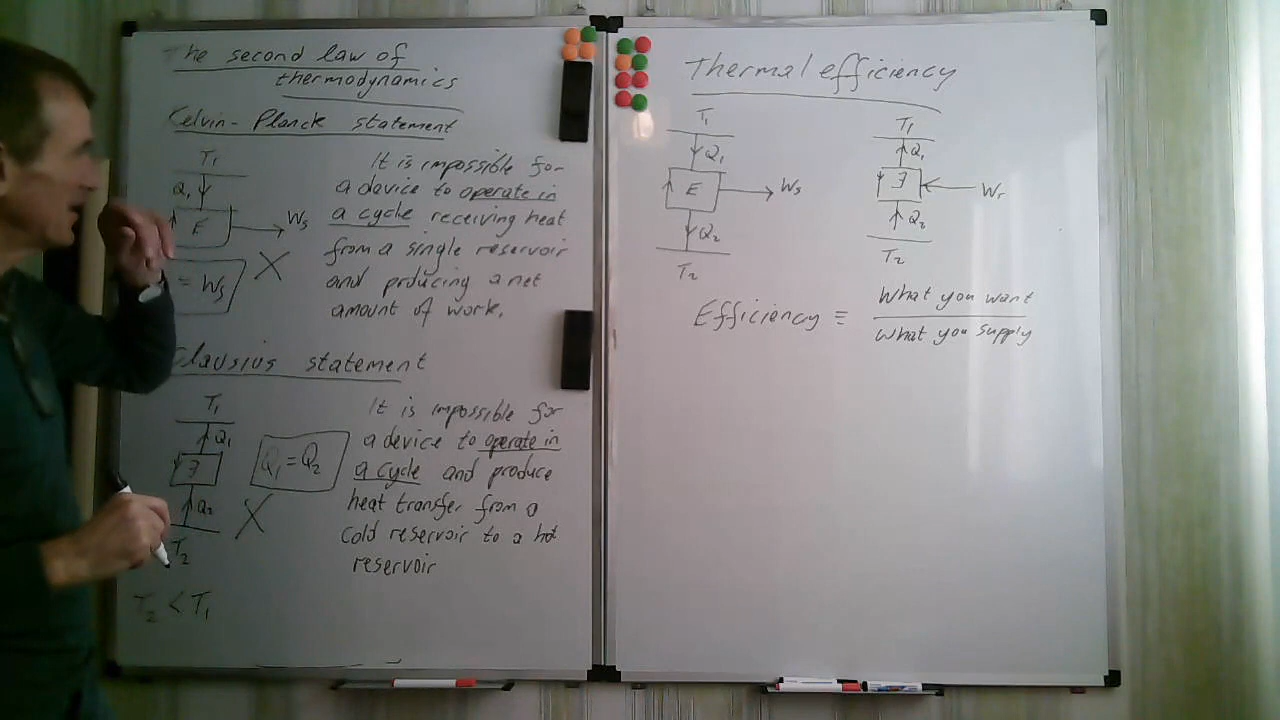 The second law of
thermodynamics
Kelvin-Planck statement
T1
Q1
E
Ws
= Ws
X
It is impossible for
a device to operate in
a cycle receiving heat
from a single reservoir
and producing a net
amount of work.
Clausius statement
T1
Q1
Q1 = Q2
Q2
X
T2
T2 < T1
It is impossible for
a device to operate in
a cycle and produce
heat transfer from a
cold reservoir to a hot
reservoir
Thermal efficiency
T1
Q1
E
Ws
Q2
T2
T1
Q1
Wr
Q2
T2
Efficiency ≡ What you want
What you supply